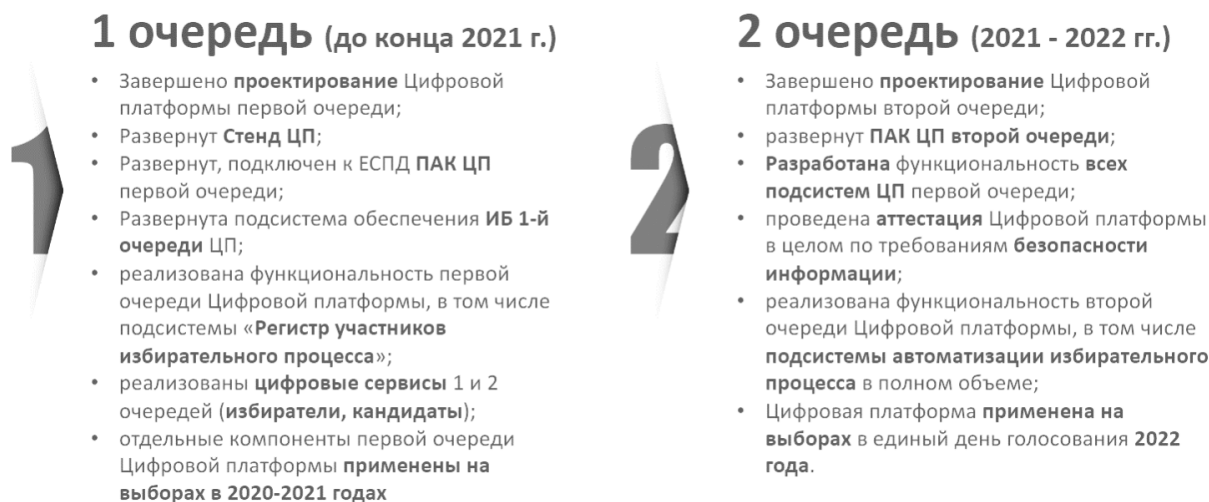 1 очередь (до конца 2021 г.)
1
• Завершено проектирование Цифровой
платформы первой очереди;
• Развернут Стенд ЦП;
• Развернут, подключен к ЕСПД ПАК ЦП
первой очереди;
• Развернута подсистема обеспечения ИБ 1-й
очереди ЦП;
• реализована функциональность первой
очереди Цифровой платформы, в том числе
подсистемы «Регистр участников
избирательного процесса»;
• реализованы цифровые сервисы 1 и 2
очередей (избиратели, кандидаты);
• отдельные компоненты первой очереди
Цифровой платформы применены на
выборах в 2020-2021 годах
2 очередь (2021 - 2022 гг.)
2
• Завершено проектирование Цифровой
платформы второй очереди;
• развернут ПАК ЦП второй очереди;
• Разработана функциональность всех
подсистем ЦП первой очереди;
• проведена аттестация Цифровой платформы
в целом по требованиям безопасности
информации;
• реализована функциональность второй
очереди Цифровой платформы, в том числе
подсистемы автоматизации избирательного
процесса в полном объеме;
• Цифровая платформа применена на
выборах в единый день голосования 2022
года.